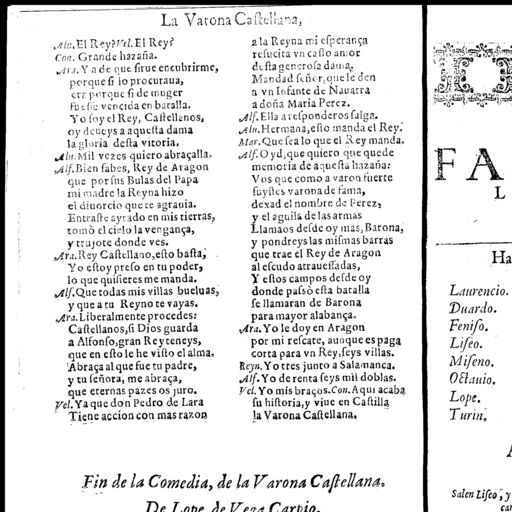 La Varona Caſtellana,
Alu. El Rey? Vel. El Rey?
Con. Grande hazaña.
Ara. Y a de que ſirue encubrirme,
porque ſi lo procuraua,
era porque ſi de muger
fueſſe vencida en batalla.
Yo ſoy el Rey, Caſtellanos,
oy deueys a aqueſta dama
la gloria deſta vitoria,
Alu. Mil vezes quiero abraçalla.
Alf. Bien ſabes, Rey de Aragon
que por ſus Bulas del Papa
mi madre la Reyna hizo
el diuorcio que te agrania.
Entraſte ayrado en mis tierras,
tomò el cielo la vengança,
y trujote donde ves.
Ara. Rey Caſtellano, eſto baſta,
Yo eſtoy preſo en tu poder,
lo que quiſieres me manda.
Alf. Que todas mis villas bueluas,
y que a tu Reyno te vayas.
Ara. Liberalmente procedes:
Caſtellanos, ſi Dios guarda
a Alfonſo, gran Rey teneys,
que en eſto le he viſto el alma,
Abraça al que fue tu padre,
y tu ſeñora, me abraça,
que eternas pazes os juro.
Vel. Ya que don Pedro de Lara
Tiene accion con mas razon
a la Reyna mi eſperança
reſucita vn caſto amor
deſta generoſa dama,
Mandad ſeñor, que le den
a vn Infante de Nauarra
a doña Maria Perez.
Alf. Ella a reſponderos ſalga.
Alu. Hermana, eſto manda el Rey.
Mar. Que ſea lo que el Rey manda.
Alf. Oyd, que quiero que quede
memoria de aqueſta hazaña:
Vos que como a varon fuerte
fuyſtes varona de fama,
dexad el nombre de Perez,
y el aguila de las armas
Llamaos deſde oy mas, Barona,
y pondreys las miſmas barras
que trae el Rey de Aragon
al eſcudo atraueſſadas,
Y eſtos campos deſde oy
donde paſsò eſta batalla
ſe llamaran de Barona
para mayor alabança.
Ara. Yo le doy en Aragon
por mi reſcate, aunque es paga
corta para vn Rey, ſeys villas.
Reyn. Yo tres junto a Salamanca.
Alf. Yo de renta ſeys mil doblas.
Vel. Yo mis braços. Con. Aqui acaba
ſu hiſtoria, y viue en Caſtilla
la Varona Caſtellana.
Fin de la Comedia, de la Varona Caſtellana.
De Lope de Vega Carpio.
FA
L
Ha
Laurencio.
Duardo.
Feniſo.
Liſeo.
Miſeno.
Octauio.
Lope.
Turin.
Salen Liſeo, y